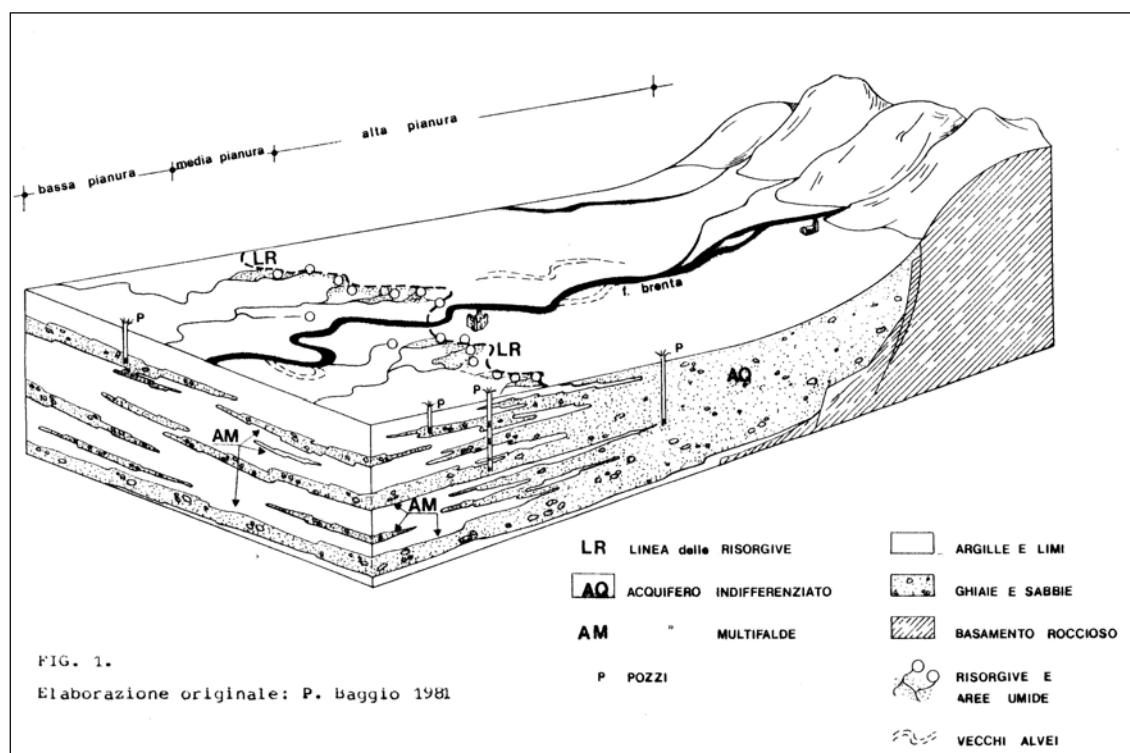 alta pianura
media pianura
bassa pianura
LR
P
f. brenta
LR
P
P
P
AQ
AM
AM
LR LINEA delle RISORGIVE
AQ ACQUIFERO INDIFFERENZIATO
AM " MULTIFALDE
P POZZI
ARGILLE E LIMI
GHIAIE E SABBIE
BASAMENTO ROCCIOSO
RISORGIVE E
AREE UMIDE
VECCHI ALVEI
FIG. 1.
Elaborazione originale: P. Baggio 1981